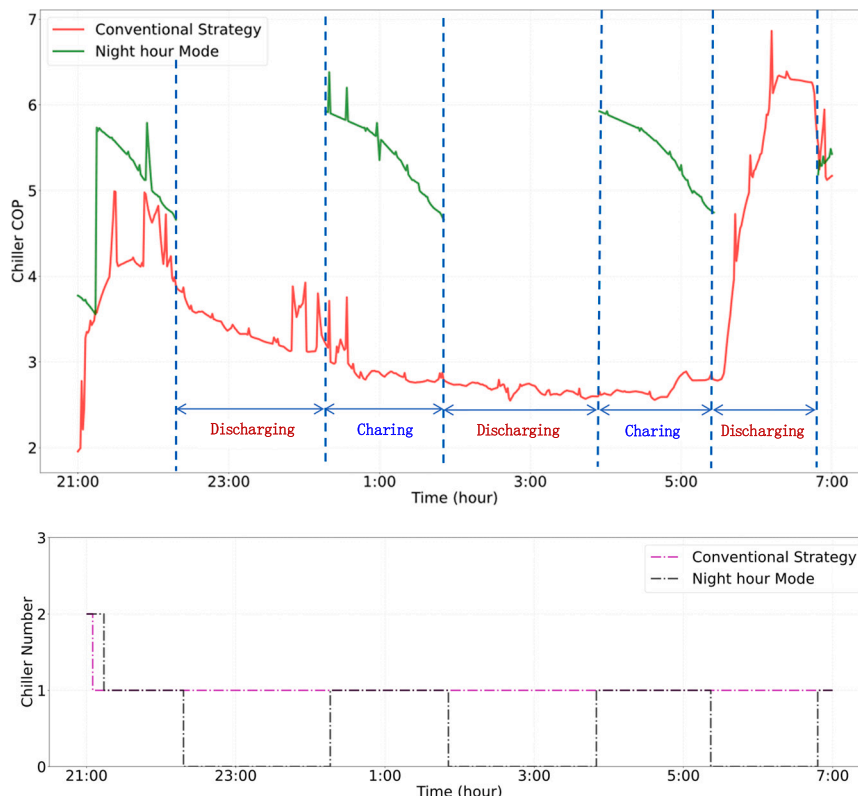 7
6
5
4
3
2
Chiller COP
Conventional Strategy
Night hour Mode
Discharging
Charing
Discharging
Charing
Discharging
21:00 23:00 1:00 3:00 5:00 7:00
Time (hour)
3
2
1
0
Chiller Number
Conventional Strategy
Night hour Mode
21:00 23:00 1:00 3:00 5:00 7:00
Time (hour)